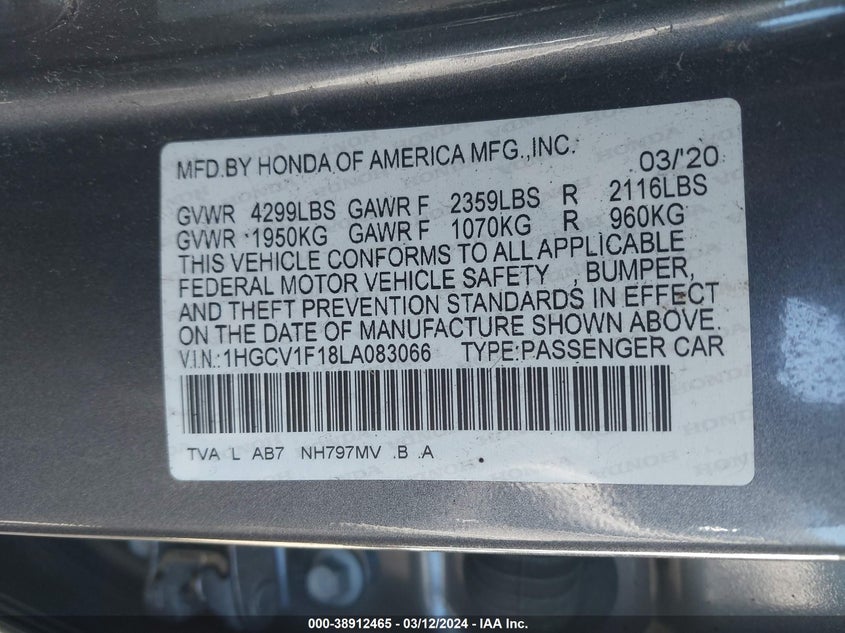 MFD.BY HONDA OF AMERICA MFG.,INC. 03/'20
GVWR 4299LBS GAWR F 2359LBS R 2116LBS
GVWR 1950KG GAWR F 1070KG R 960KG
THIS VEHICLE CONFORMS TO ALL APPLICABLE
FEDERAL MOTOR VEHICLE SAFETY , BUMPER,
AND THEFT PREVENTION STANDARDS IN EFFECT
ON THE DATE OF MANUFACTURE SHOWN ABOVE.
V.I.N.: 1HGCV1F18LA083066 TYPE:PASSENGER CAR
TVA L AB7 NH797MV .B .A
000-38912465 - 03/12/2024 - IAA Inc.